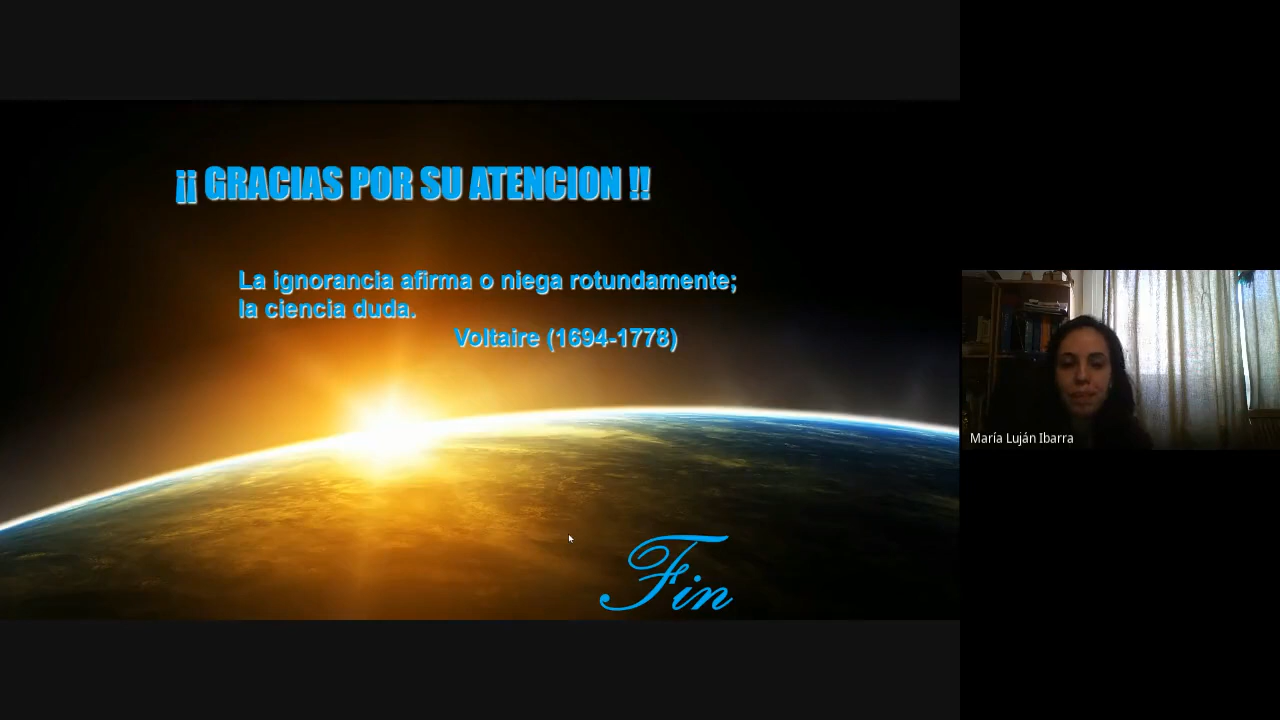 ¡¡ GRACIAS POR SU ATENCION !!
La ignorancia afirma o niega rotundamente;
la ciencia duda.
Voltaire (1694-1778)
Fin
María Luján Ibarra